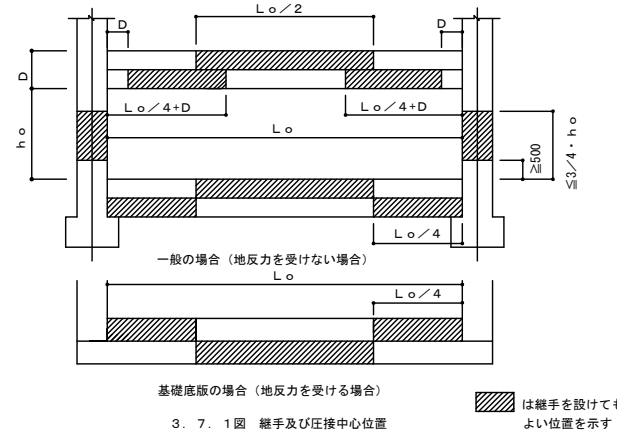 Ｌｏ／２
Ｄ
Ｄ
Ｄ
Ｌｏ／４+Ｄ
Ｌｏ／４+Ｄ
Ｌｏ
ｈｏ
≧500
≦３／４・ｈｏ
Ｌｏ／４
一般の場合（地反力を受けない場合）
Ｌｏ
Ｌｏ／４
基礎底版の場合（地反力を受ける場合）
は継手を設けても
よい位置を示す
３．７．１図 継手及び圧接中心位置